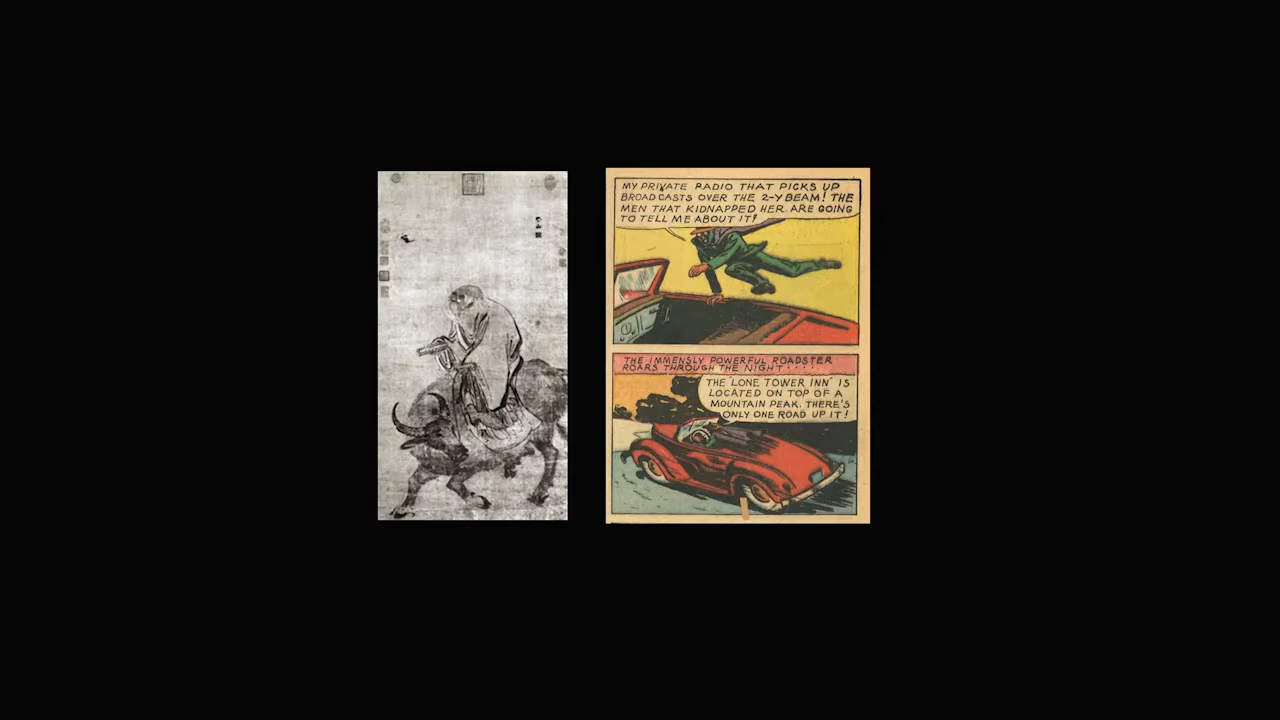 MY PRIVATE RADIO THAT PICKS UP
BROADCASTS OVER THE 2-Y BEAM! THE
MEN THAT KIDNAPPED HER ARE GOING
TO TELL ME ABOUT IT!
THE IMMENSLY POWERFUL ROADSTER
ROARS THROUGH THE NIGHT....
THE 'LONE TOWER INN' IS
LOCATED ON TOP OF A
MOUNTAIN PEAK. THERE'S
ONLY ONE ROAD UP IT!